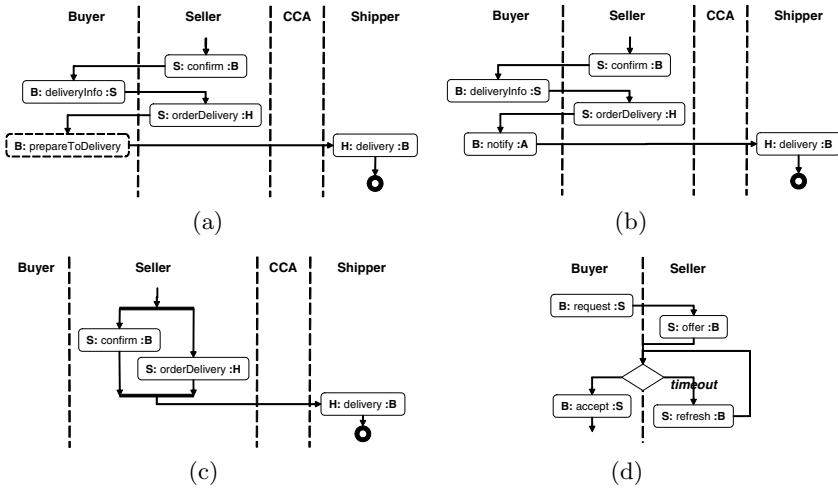 Buyer Seller CCA Shipper
S: confirm :B
B: deliveryInfo :S
S: orderDelivery :H
B: prepareToDelivery
H: delivery :B
(a)
Buyer Seller CCA Shipper
S: confirm :B
B: deliveryInfo :S
S: orderDelivery :H
B: notify :A
H: delivery :B
(b)
Buyer Seller CCA Shipper
S: confirm :B
S: orderDelivery :H
H: delivery :B
(c)
Buyer Seller
B: request :S
S: offer :B
timeout
B: accept :S
S: refresh :B
(d)